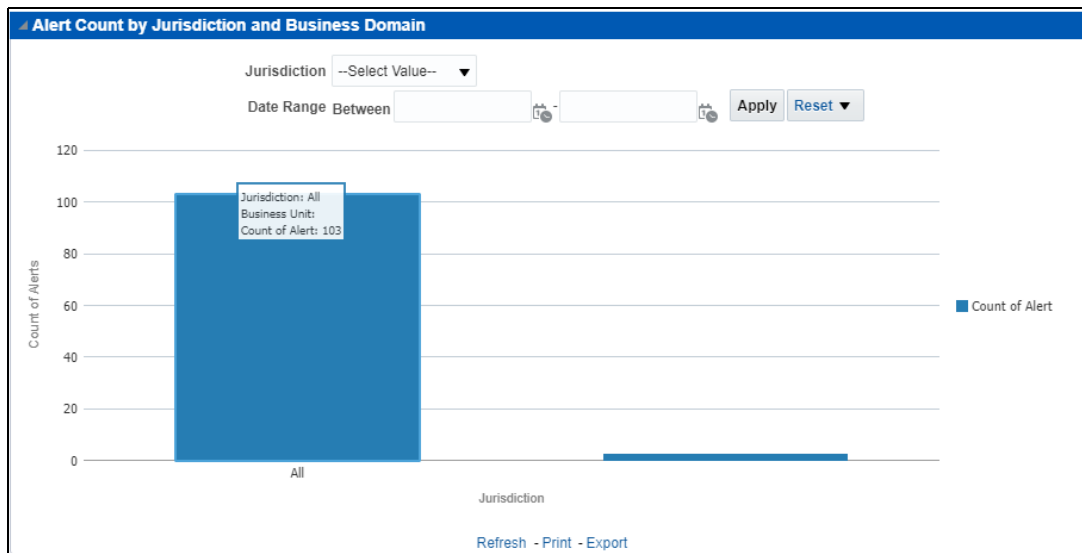 Alert Count by Jurisdiction and Business Domain
Jurisdiction --Select Value--
Date Range Between - Apply Reset
120
100
80
60
40
20
0
Count of Alerts
Jurisdiction: All
Business Unit:
Count of Alert: 103
Count of Alert
All
Jurisdiction
Refresh - Print - Export